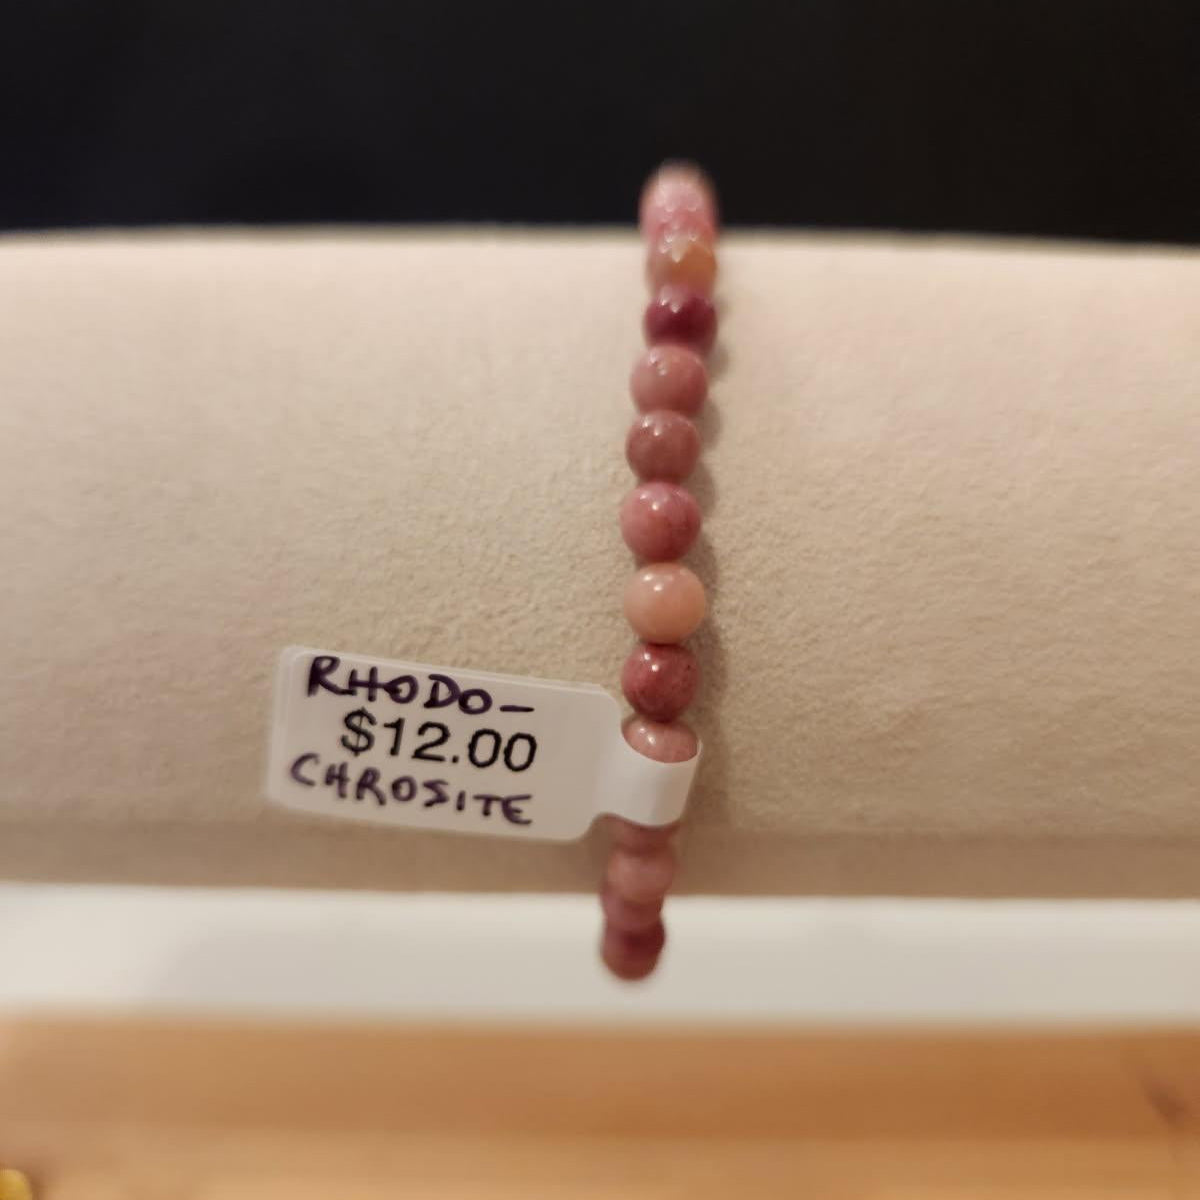 RHODO-
$12.00
CHROSITE